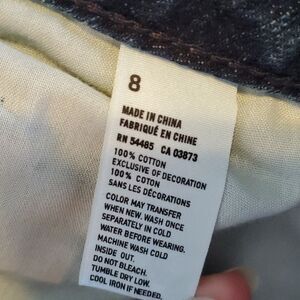 8
MADE IN CHINA
FABRIQUÉ EN CHINE
RN 54485 CA 03873
100% COTTON
EXCLUSIVE OF DECORATION
100% COTON
SANS LES DÉCORATIONS
COLOR MAY TRANSFER
WHEN NEW. WASH ONCE
SEPARATELY IN COLD
WATER BEFORE WEARING.
MACHINE WASH COLD
INSIDE OUT.
DO NOT BLEACH.
TUMBLE DRY LOW.
COOL IRON IF NEEDED.